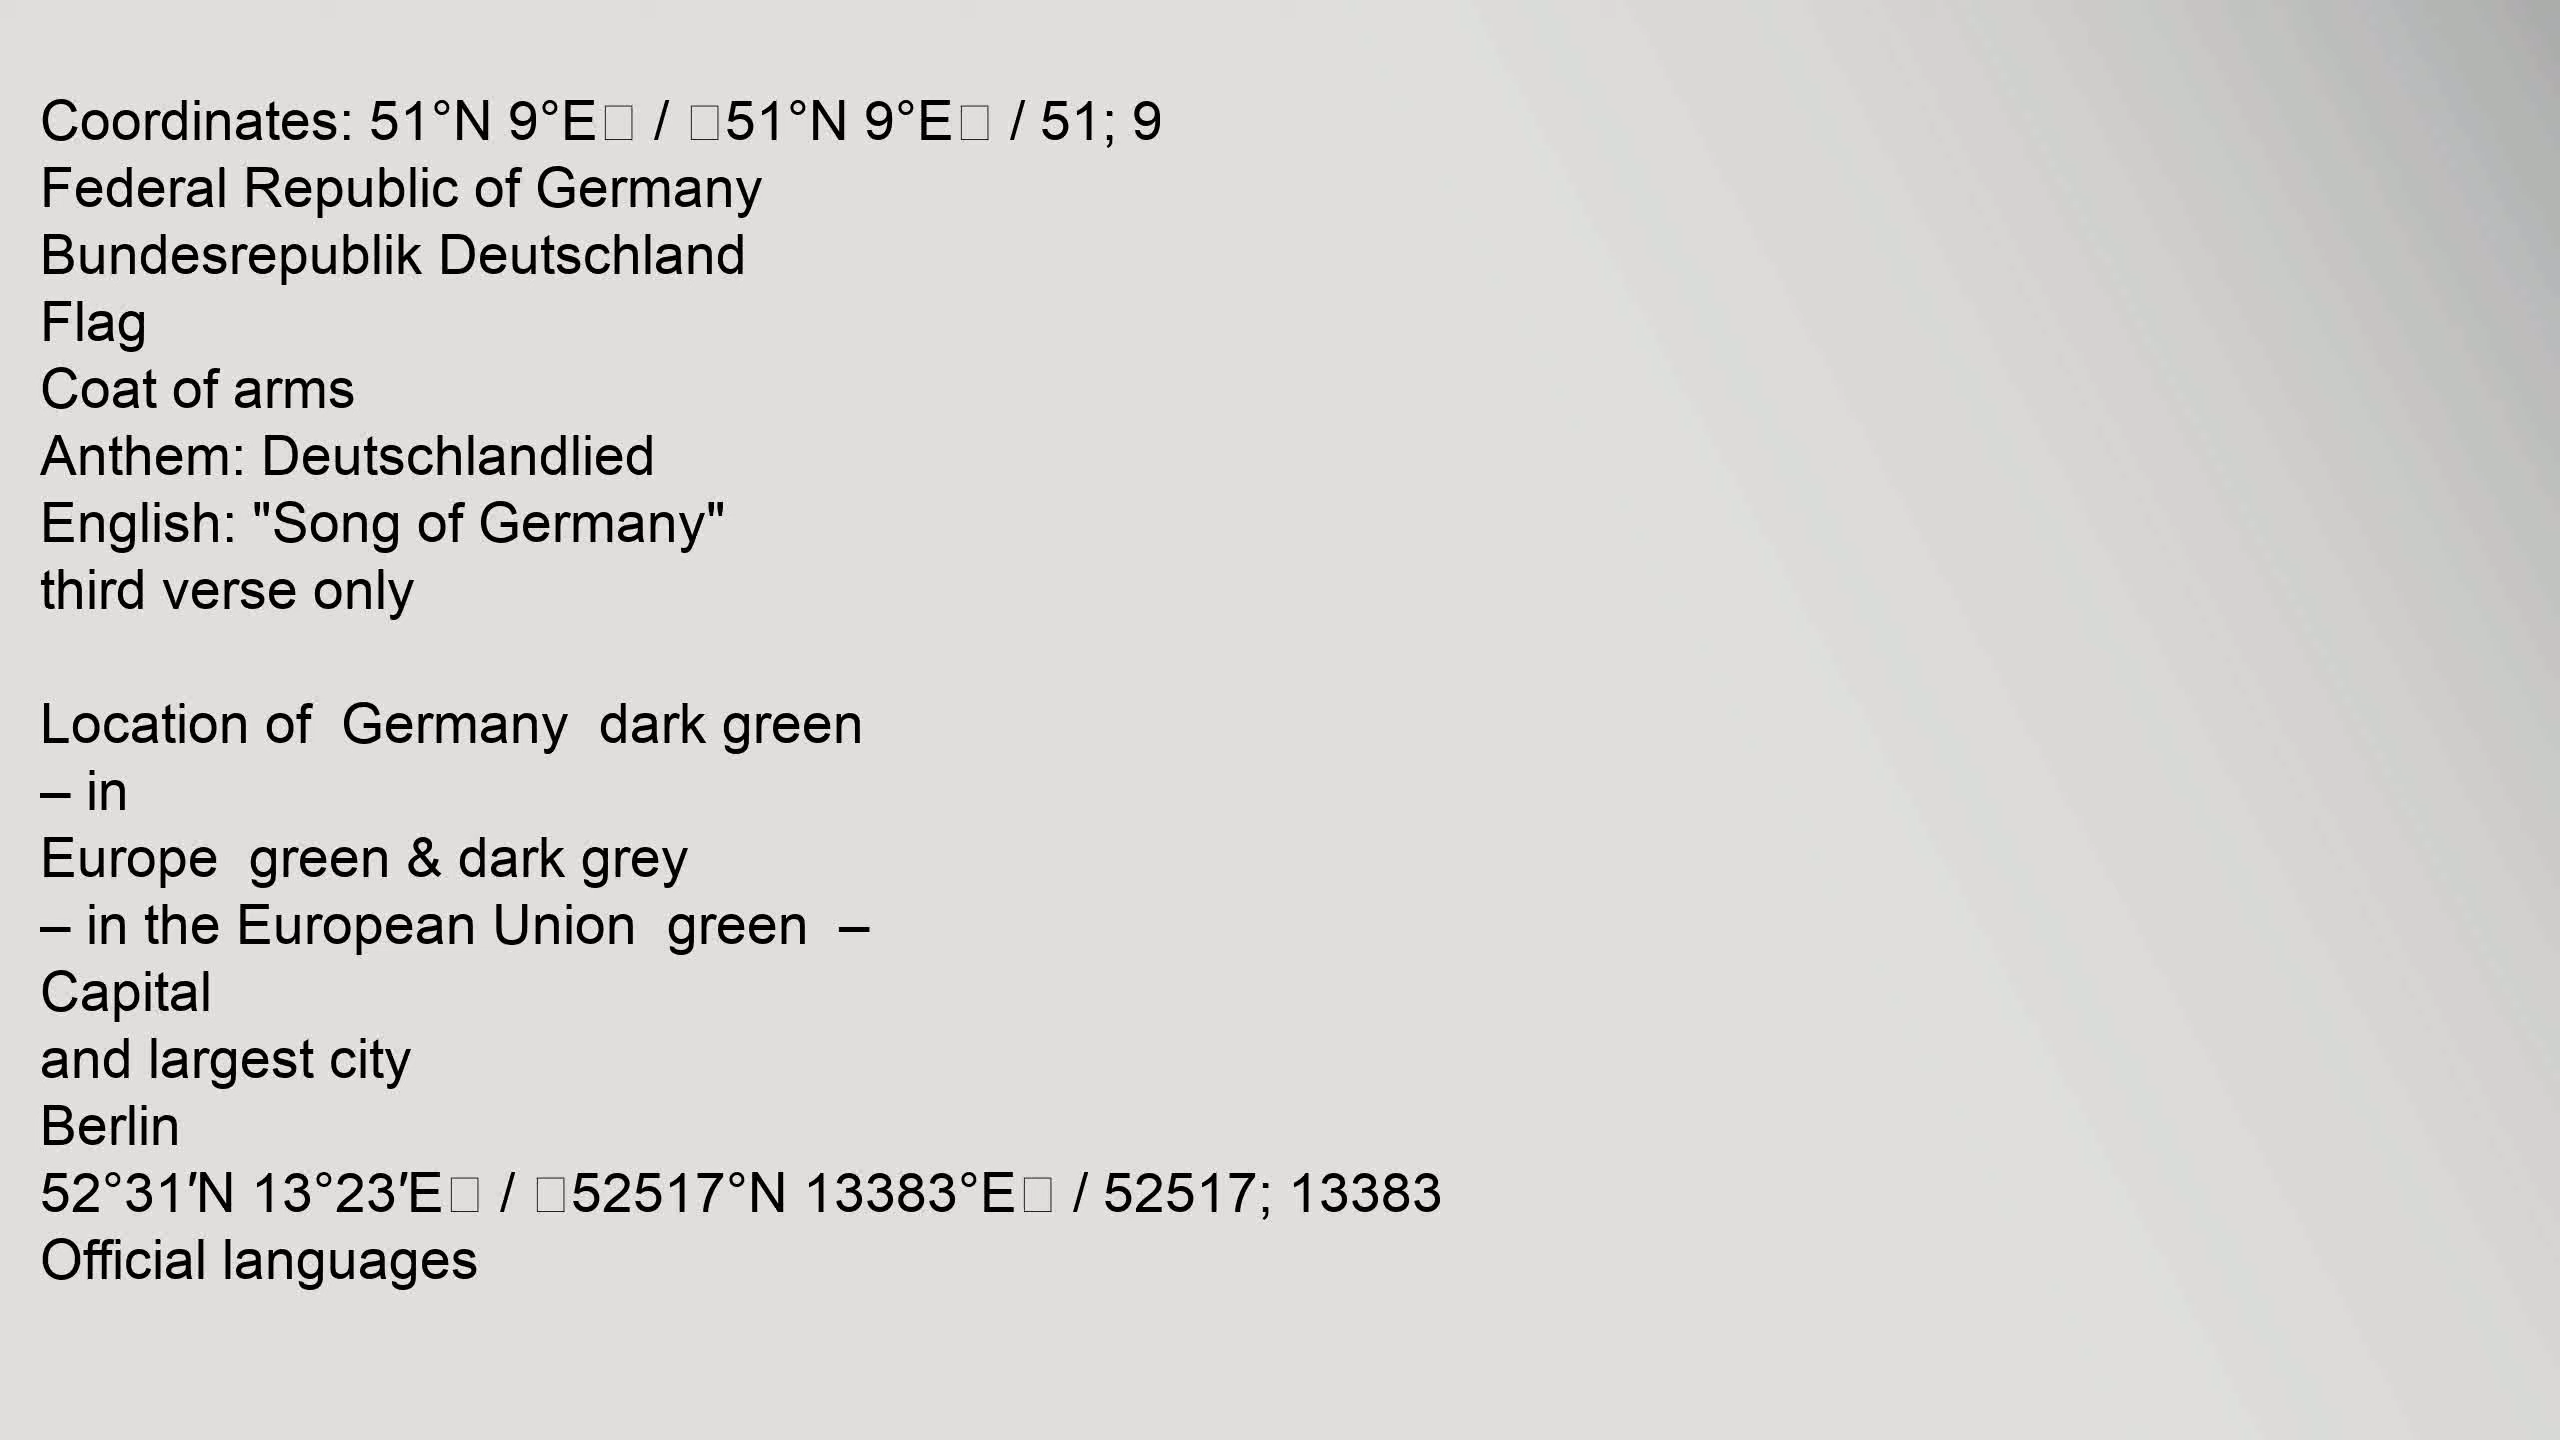 Coordinates: 51°N 9°E□ / □51°N 9°E□ / 51; 9
Federal Republic of Germany
Bundesrepublik Deutschland
Flag
Coat of arms
Anthem: Deutschlandlied
English: "Song of Germany"
third verse only
Location of  Germany  dark green
– in
Europe  green & dark grey
– in the European Union  green  –
Capital
and largest city
Berlin
52°31′N 13°23′E□ / □52517°N 13383°E□ / 52517; 13383
Official languages